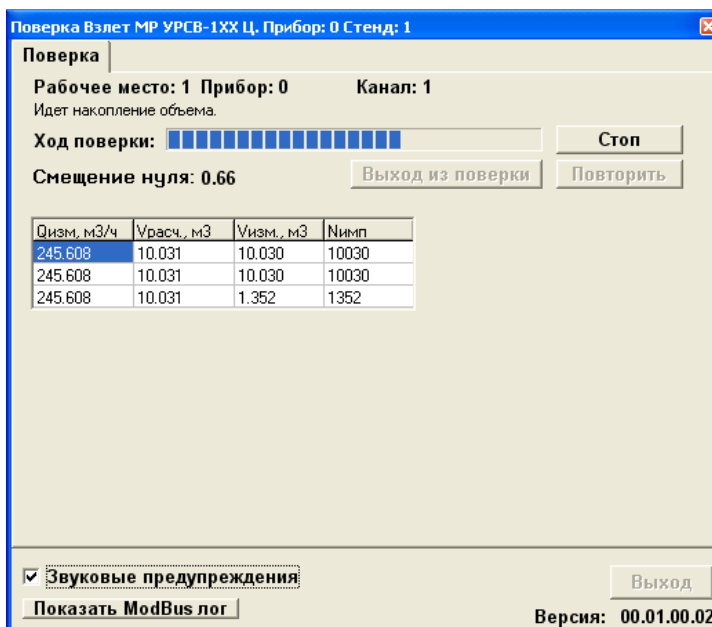 Поверка Взлет МР УРСВ-1XX Ц. Прибор: 0 Стенд: 1
Поверка
Рабочее место: 1 Прибор: 0 Канал: 1
Идет накопление объема.
Ход поверки: Стоп
Смещение нуля: 0.66 Выход из поверки Повторить
Qизм, м3/ч Vрасч., м3 Vизм., м3 Nимп
245.608 10.031 10.030 10030
245.608 10.031 10.030 10030
245.608 10.031 1.352 1352
Звуковые предупреждения
Выход
Показать ModBus лог
Версия: 00.01.00.02